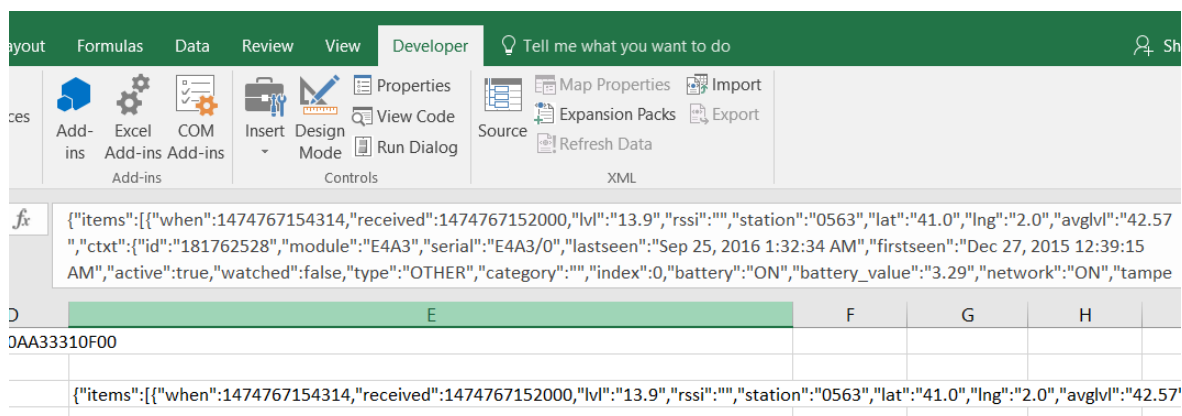 ayout Formulas Data Review View Developer Tell me what you want to do Sh
Properties Map Properties Import
ces Add-ins Excel Add-ins COM Add-ins Insert Design Mode View Code Source Expansion Packs Export
Run Dialog Refresh Data
Add-ins Controls XML
fx {"items":[{"when":1474767154314,"received":1474767152000,"lvl":"13.9","rssi":"","station":"0563","lat":"41.0","lng":"2.0","avglvl":"42.57
","ctxt":{"id":"181762528","module":"E4A3","serial":"E4A3/0","lastseen":"Sep 25, 2016 1:32:34 AM","firstseen":"Dec 27, 2015 12:39:15
AM","active":true,"watched":false,"type":"OTHER","category":"","index":0,"battery":"ON","battery_value":"3.29","network":"ON","tampe
D E F G H
0AA33310F00
{"items":[{"when":1474767154314,"received":1474767152000,"lvl":"13.9","rssi":"","station":"0563","lat":"41.0","lng":"2.0","avglvl":"42.57"